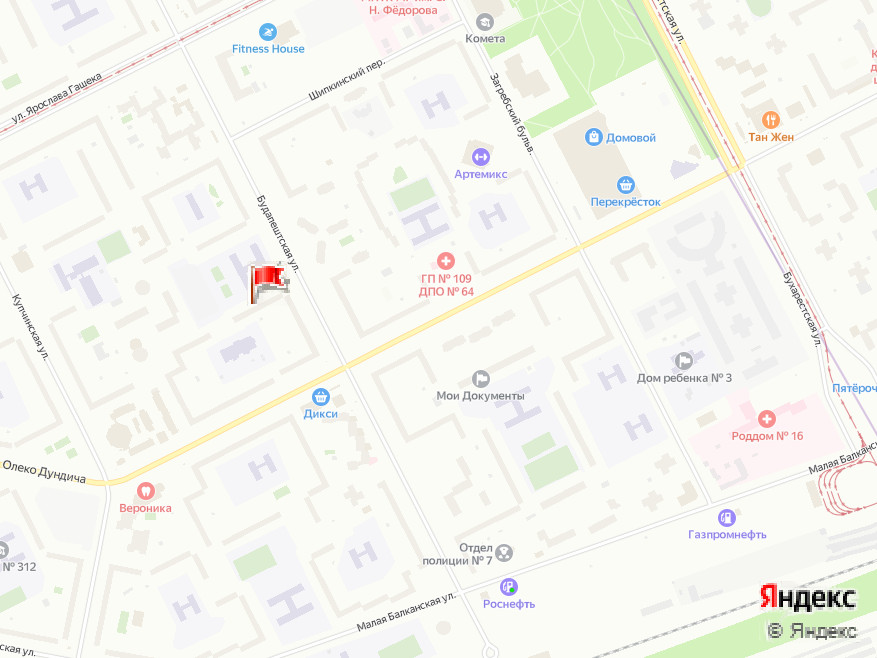 Н. Фёдорова
Комета
Fitness House
Шипкинский пер.
ул. Ярослава Гашека
Загребский бульв.
Домовой
Тан Жен
Артемикс
Перекрёсток
Будапештская ул.
ГП № 109
ДПО № 64
Бухарестская ул.
Купчинская ул.
Дом ребенка № 3
Мои Документы
Пятёроч
Дикси
Роддом № 16
Олеко Дундича
Малая Балканск
Вероника
Газпромнефть
Отдел
полиции № 7
№ 312
Роснефть
Малая Балканская ул.
Яндекс
© Яндекс